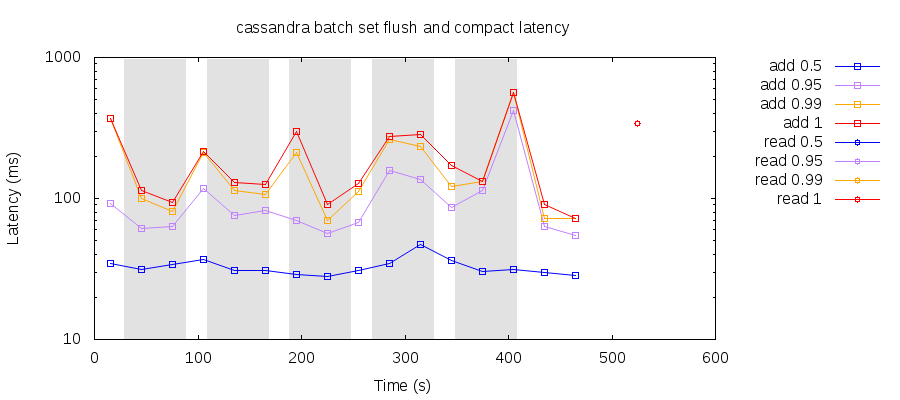 cassandra batch set flush and compact latency
1000
100
10
0 100 200 300 400 500 600
Latency (ms)
Time (s)
add 0.5
add 0.95
add 0.99
add 1
read 0.5
read 0.95
read 0.99
read 1